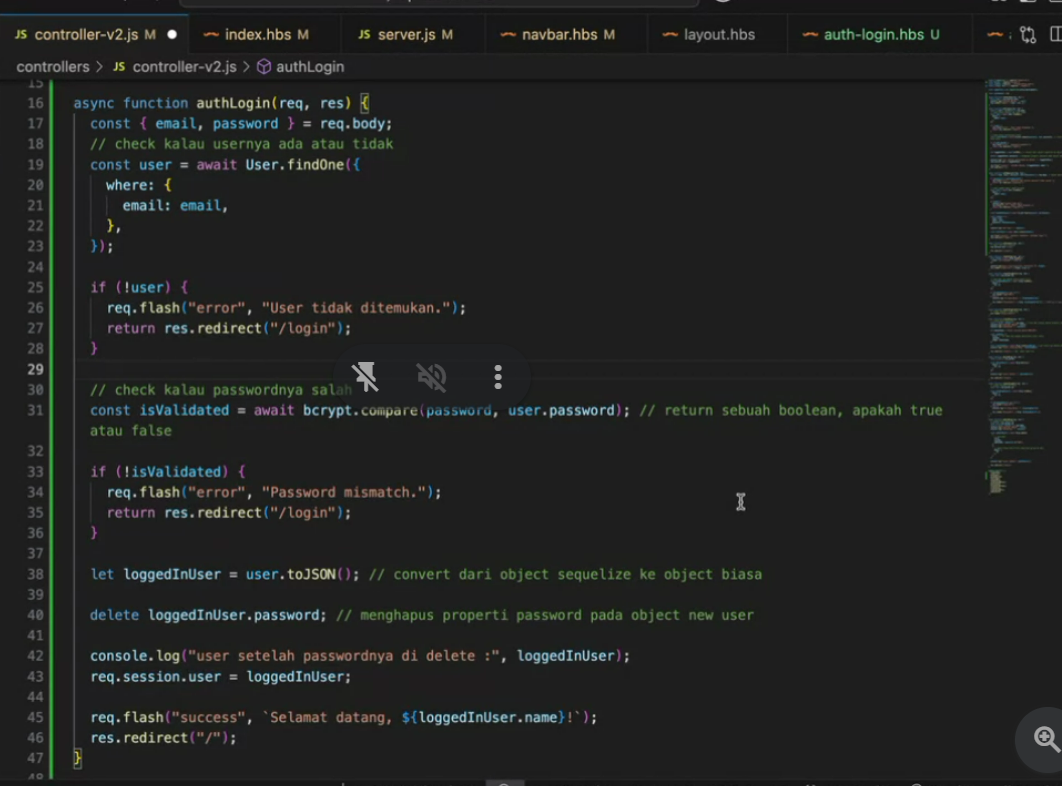 JS controller-v2.js M
index.hbs M
JS server.js M
navbar.hbs M
layout.hbs
auth-login.hbs U
controllers > JS controller-v2.js > authLogin
15
16 async function authLogin(req, res) {
17 const { email, password } = req.body;
18 // check kalau usernya ada atau tidak
19 const user = await User.findOne({
20 where: {
21 email: email,
22 },
23 });
24
25 if (!user) {
26 req.flash("error", "User tidak ditemukan.");
27 return res.redirect("/login");
28 }
29
30 // check kalau passwordnya salah
31 const isValidated = await bcrypt.compare(password, user.password); // return sebuah boolean, apakah true
atau false
32
33 if (!isValidated) {
34 req.flash("error", "Password mismatch.");
35 return res.redirect("/login");
36 }
37
38 let loggedInUser = user.toJSON(); // convert dari object sequelize ke object biasa
39
40 delete loggedInUser.password; // menghapus properti password pada object new user
41
42 console.log("user setelah passwordnya di delete :", loggedInUser);
43 req.session.user = loggedInUser;
44
45 req.flash("success", `Selamat datang, ${loggedInUser.name}!`);
46 res.redirect("/");
47 }
48